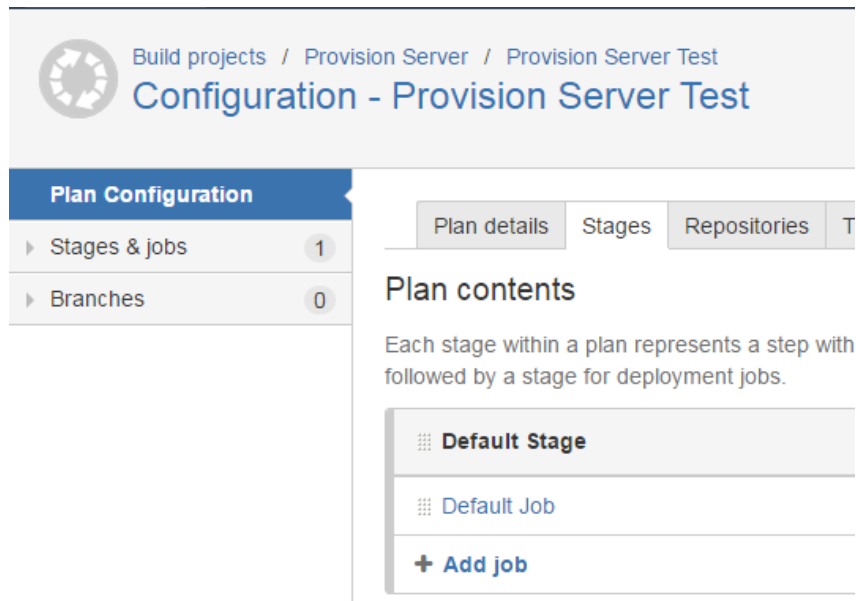 Build projects / Provision Server / Provision Server Test
Configuration - Provision Server Test
Plan Configuration
Stages & jobs 1
Branches 0
Plan details Stages Repositories T
Plan contents
Each stage within a plan represents a step with
followed by a stage for deployment jobs.
Default Stage
Default Job
+ Add job